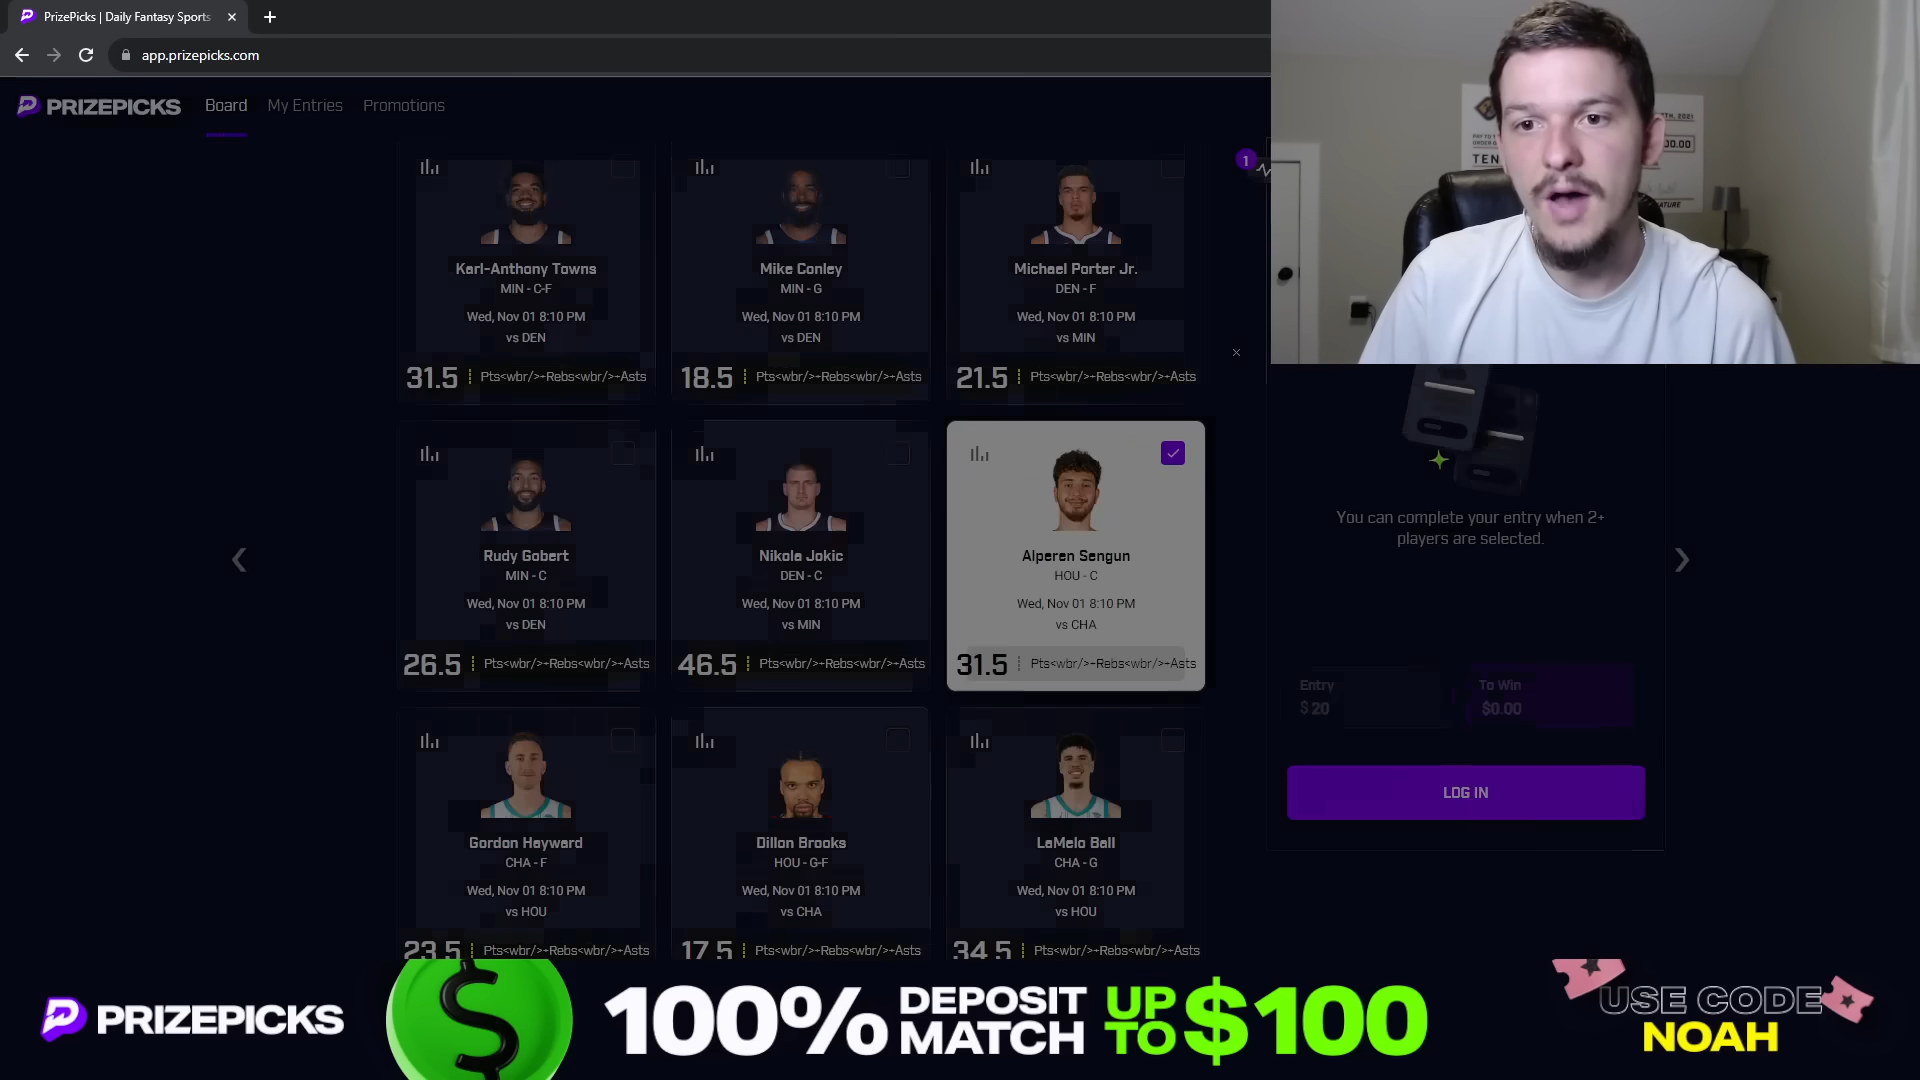 PrizePicks | Daily Fantasy Sports
app.prizepicks.com
PRIZEPICKS
Board
My Entries
Promotions
1
TH, 2021
PAY TO T
ORDER O
00.00
TEN
NATURE
Karl-Anthony Towns
MIN - C-F
Wed, Nov 01 8:10 PM
vs DEN
31.5
Pts<wbr/>+Rebs<wbr/>+Asts
Mike Conley
MIN - G
Wed, Nov 01 8:10 PM
vs DEN
18.5
Pts<wbr/>+Rebs<wbr/>+Asts
Michael Porter Jr.
DEN - F
Wed, Nov 01 8:10 PM
vs MIN
21.5
Pts<wbr/>+Rebs<wbr/>+Asts
Rudy Gobert
MIN - C
Wed, Nov 01 8:10 PM
vs DEN
26.5
Pts<wbr/>+Rebs<wbr/>+Asts
Nikola Jokic
DEN - C
Wed, Nov 01 8:10 PM
vs MIN
46.5
Pts<wbr/>+Rebs<wbr/>+Asts
Alperen Sengun
HOU - C
Wed, Nov 01 8:10 PM
vs CHA
31.5
Pts<wbr/>+Rebs<wbr/>+Asts
You can complete your entry when 2+
players are selected.
Entry
$ 20
To Win
$0.00
LOG IN
Gordon Hayward
CHA - F
Wed, Nov 01 8:10 PM
vs HOU
23.5
Pts<wbr/>+Rebs<wbr/>+Asts
Dillon Brooks
HOU - G-F
Wed, Nov 01 8:10 PM
vs CHA
17.5
Pts<wbr/>+Rebs<wbr/>+Asts
LaMelo Ball
CHA - G
Wed, Nov 01 8:10 PM
vs HOU
34.5
Pts<wbr/>+Rebs<wbr/>+Asts
PRIZEPICKS
$
100% DEPOSIT MATCH UP TO $100
USE CODE
NOAH